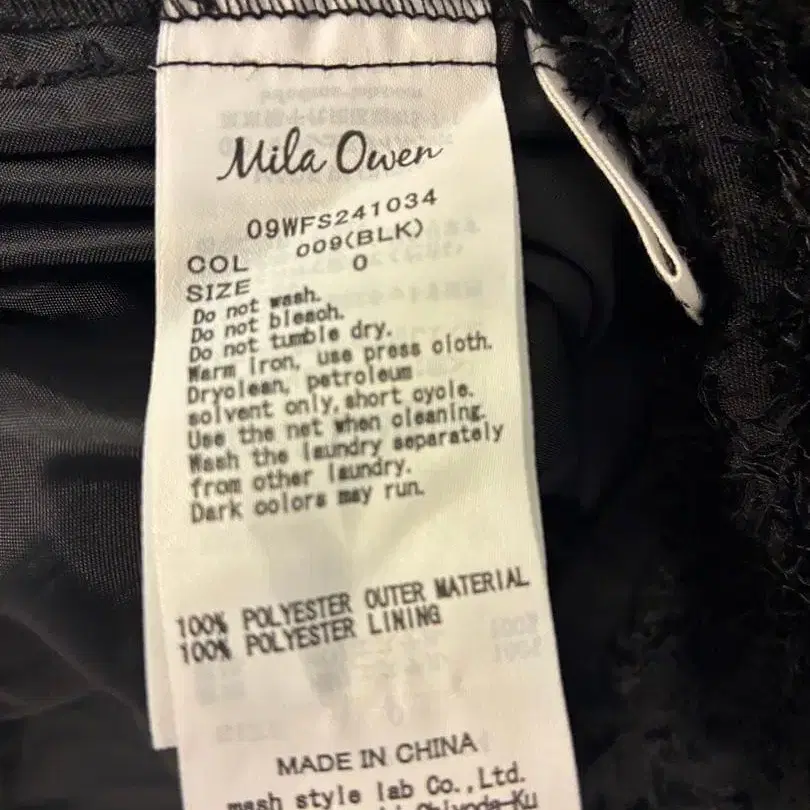 Mila Owen
09WFS241034
COL 009(BLK)
SIZE 0
Do not wash.
Do not bleach.
Do not tumble dry.
Warm iron, use press cloth.
Dryclean, petroleum
solvent only, short cycle.
Use the net when cleaning.
Wash the laundry separately
from other laundry.
Dark colors may run.
100% POLYESTER OUTER MATERIAL
100% POLYESTER LINING
MADE IN CHINA
mash style lab Co.,Ltd.
Chiyoda-Ku